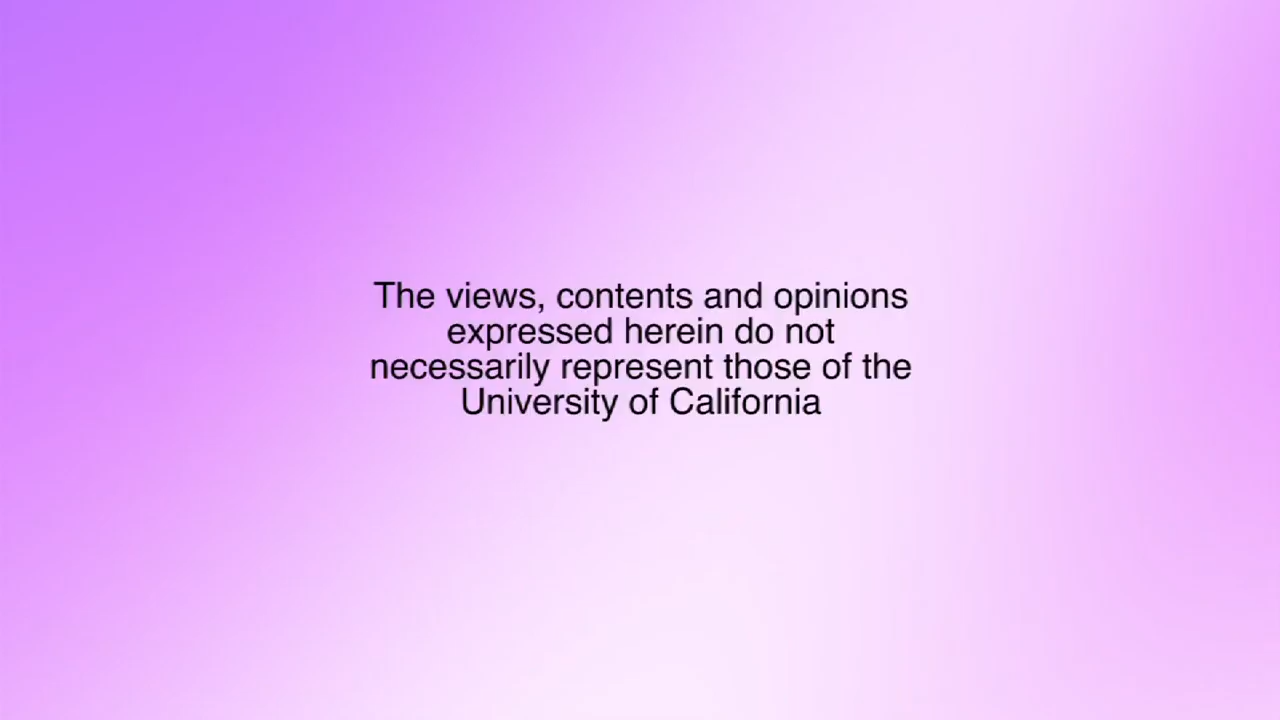 The views, contents and opinions
expressed herein do not
necessarily represent those of the
University of California